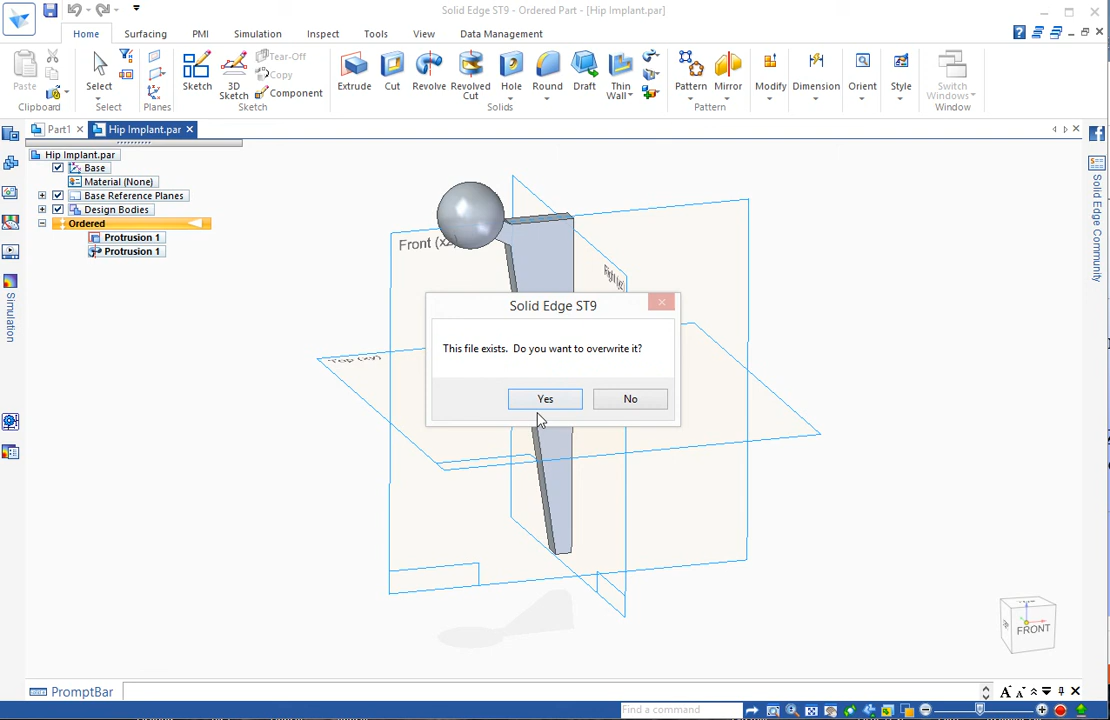 Solid Edge ST9 - Ordered Part - [Hip Implant.par]
Home Surfacing PMI Simulation Inspect Tools View Data Management
Paste
Clipboard
Select
Select
Planes
Sketch
3D Sketch
Tear-Off
Copy
Component
Sketch
Extrude Cut Revolve Revolved Cut Hole Round Draft Thin Wall
Solids
Pattern Mirror
Pattern
Modify
Dimension
Orient
Style
Switch Windows
Window
Part1 Hip Implant.par
Hip Implant.par
Base
Material (None)
Base Reference Planes
Design Bodies
Ordered
Protrusion 1
Protrusion 1
Simulation
Solid Edge Community
Front (xz)
Top (xy)
Solid Edge ST9
This file exists. Do you want to overwrite it?
Yes No
FRONT
PromptBar
Find a command